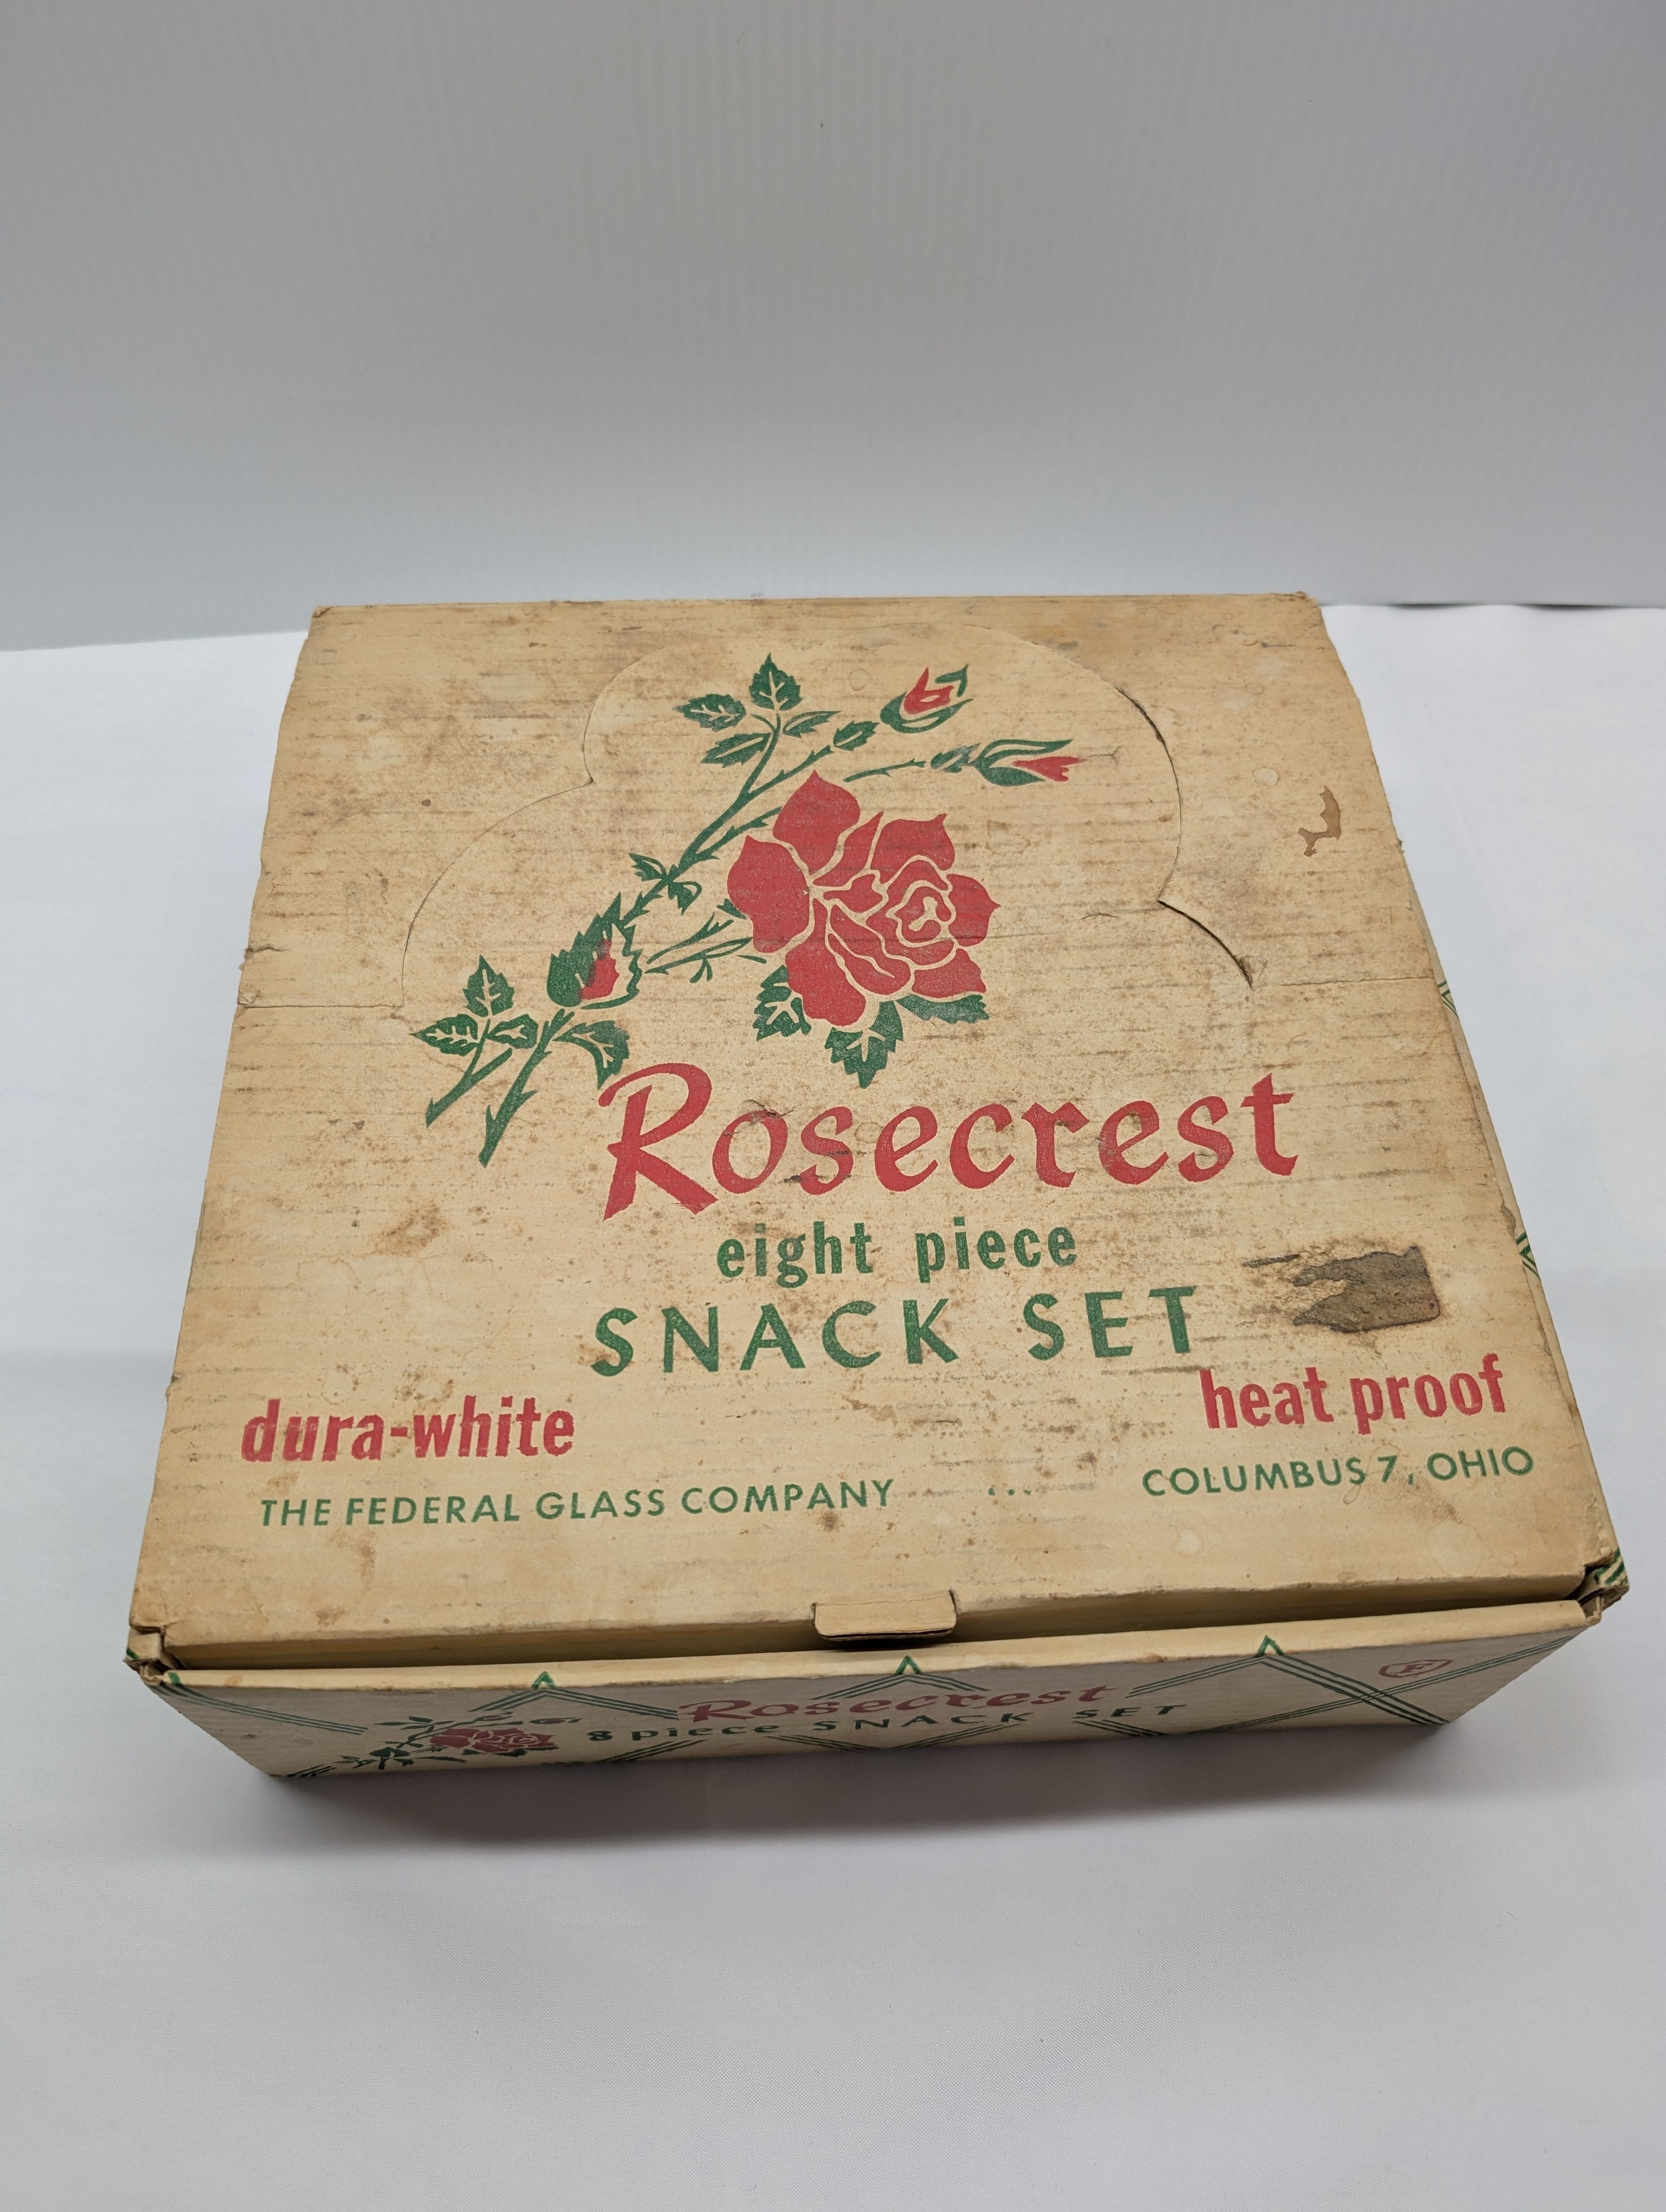 Rosecrest
eight piece
SNACK SET
dura-white
heat proof
THE FEDERAL GLASS COMPANY ... COLUMBUS 7, OHIO
Rosecrest
8 piece SNACK SET
F